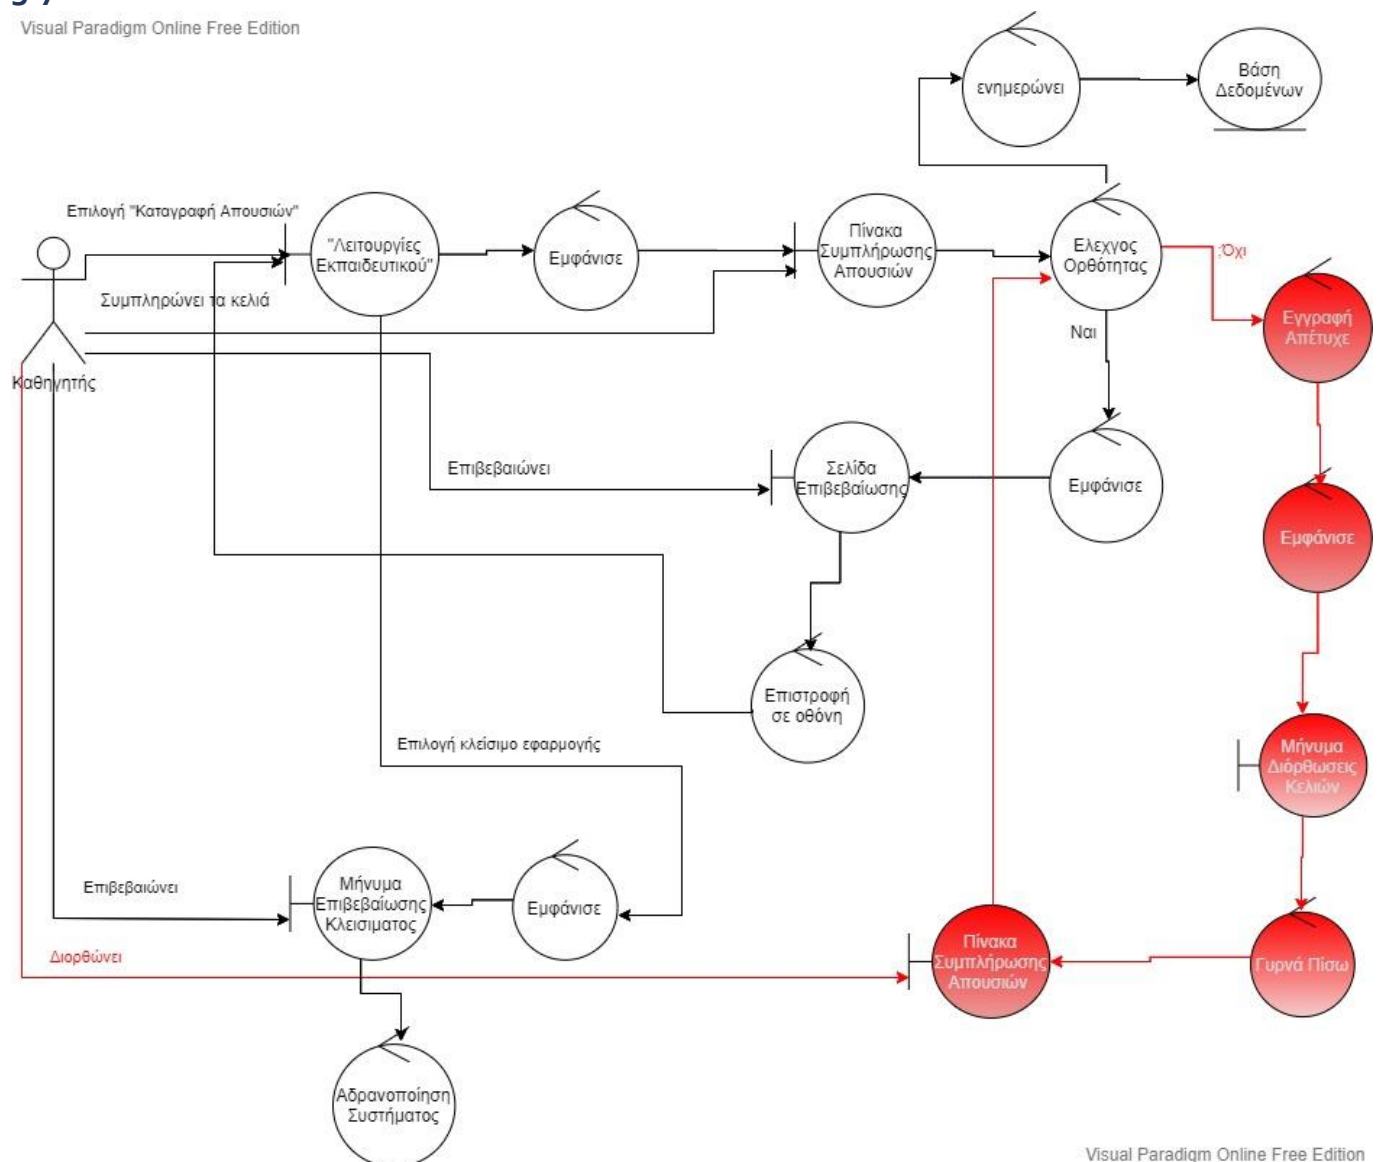 Visual Paradigm Online Free Edition
ενημερώνει
Βάση
Δεδομένων
Επιλογή "Καταγραφή Απουσιών"
"Λειτουργίες
Εκπαιδευτικού"
Εμφάνισε
Πίνακα
Συμπλήρωσης
Απουσιών
Ελεχγος
Ορθότητας
;Όχι
Συμπληρώνει τα κελιά
Εγγραφή
Απέτυχε
Ναι
Καθηγητής
Επιβεβαιώνει
Σελίδα
Επιβεβαίωσης
Εμφάνισε
Εμφάνισε
Επιστροφή
σε οθόνη
Επιλογή κλείσιμο εφαρμογής
Μήνυμα
Διόρθωσεις
Κελιών
Επιβεβαιώνει
Μήνυμα
Επιβεβαίωσης
Κλεισιματος
Εμφάνισε
Διορθώνει
Πίνακα
Συμπλήρωσης
Απουσιών
Γυρνά Πίσω
Αδρανοποίηση
Συστήματος
Visual Paradigm Online Free Edition